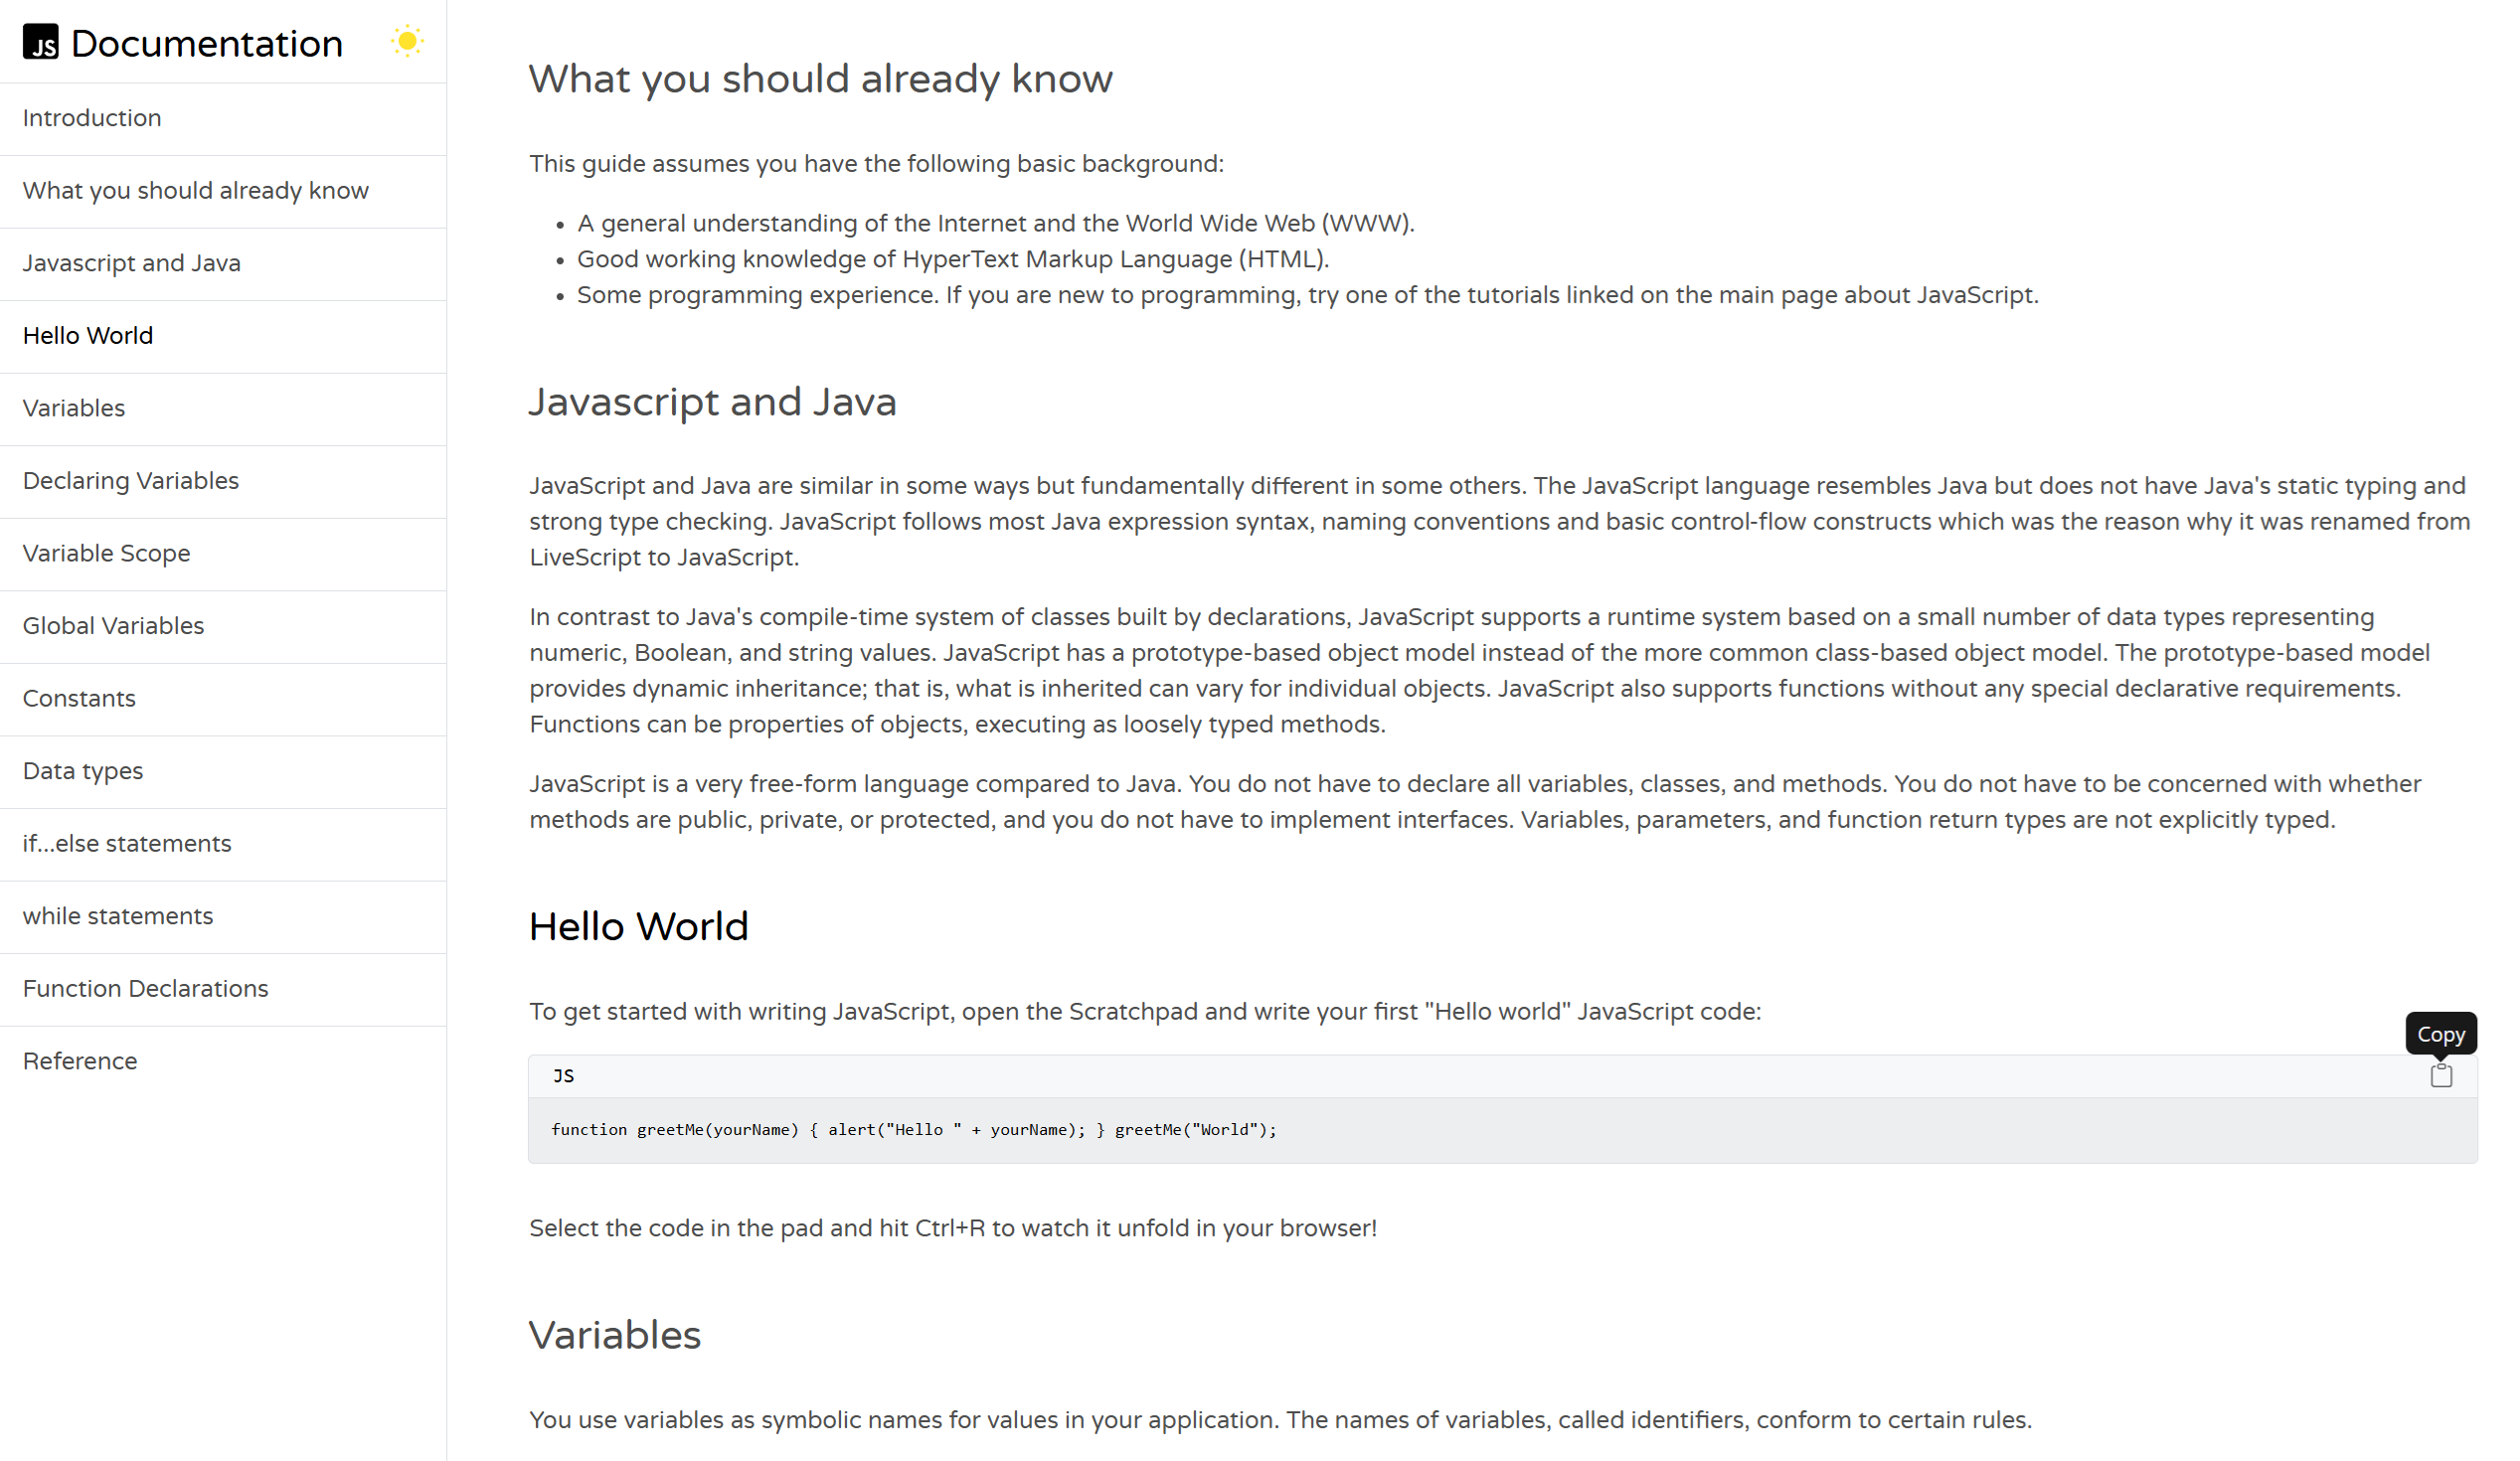 JS Documentation
Introduction
What you should already know
Javascript and Java
Hello World
Variables
Declaring Variables
Variable Scope
Global Variables
Constants
Data types
if...else statements
while statements
Function Declarations
Reference
What you should already know
This guide assumes you have the following basic background:
• A general understanding of the Internet and the World Wide Web (WWW).
• Good working knowledge of HyperText Markup Language (HTML).
• Some programming experience. If you are new to programming, try one of the tutorials linked on the main page about JavaScript.
Javascript and Java
JavaScript and Java are similar in some ways but fundamentally different in some others. The JavaScript language resembles Java but does not have Java's static typing and
strong type checking. JavaScript follows most Java expression syntax, naming conventions and basic control-flow constructs which was the reason why it was renamed from
LiveScript to JavaScript.
In contrast to Java's compile-time system of classes built by declarations, JavaScript supports a runtime system based on a small number of data types representing
numeric, Boolean, and string values. JavaScript has a prototype-based object model instead of the more common class-based object model. The prototype-based model
provides dynamic inheritance; that is, what is inherited can vary for individual objects. JavaScript also supports functions without any special declarative requirements.
Functions can be properties of objects, executing as loosely typed methods.
JavaScript is a very free-form language compared to Java. You do not have to declare all variables, classes, and methods. You do not have to be concerned with whether
methods are public, private, or protected, and you do not have to implement interfaces. Variables, parameters, and function return types are not explicitly typed.
Hello World
To get started with writing JavaScript, open the Scratchpad and write your first "Hello world" JavaScript code:
Copy
JS
function greetMe(yourName) { alert("Hello " + yourName); } greetMe("World");
Select the code in the pad and hit Ctrl+R to watch it unfold in your browser!
Variables
You use variables as symbolic names for values in your application. The names of variables, called identifiers, conform to certain rules.